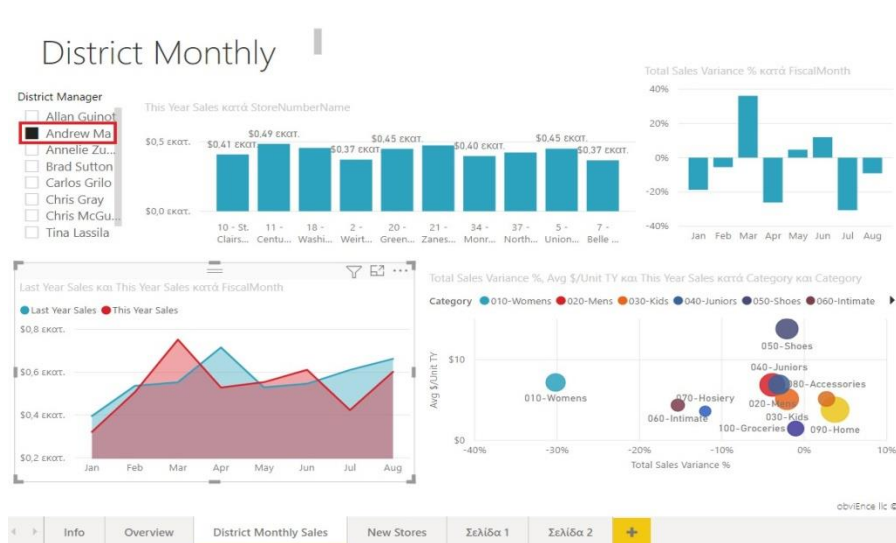 District Monthly
District Manager
Allan Guinot
Andrew Ma
Annelie Zu...
Brad Sutton
Carlos Grilo
Chris Gray
Chris McGu...
Tina Lassila
This Year Sales κατά StoreNumberName
$0,5 εκατ.
$0,0 εκατ.
$0,41 εκατ.
$0,49 εκατ.
$0,37 εκατ.
$0,45 εκατ.
$0,40 εκατ.
$0,45 εκατ.
$0,37 εκατ.
10 - St. Clairs...
11 - Centu...
18 - Washi...
2 - Weirt...
20 - Green...
21 - Zanes...
34 - Monr...
37 - North...
5 - Union...
7 - Belle ...
Total Sales Variance % κατά FiscalMonth
40%
20%
0%
-20%
-40%
Jan Feb Mar Apr May Jun Jul Aug
Last Year Sales και This Year Sales κατά FiscalMonth
Last Year Sales This Year Sales
$0,8 εκατ.
$0,6 εκατ.
$0,4 εκατ.
$0,2 εκατ.
Jan Feb Mar Apr May Jun Jul Aug
Total Sales Variance %, Avg $/Unit TY και This Year Sales κατά Category και Category
Category 010-Womens 020-Mens 030-Kids 040-Juniors 050-Shoes 060-Intimate
Avg $/Unit TY
$10
$0
050-Shoes
040-Juniors
010-Womens
070-Hosiery
080-Accessories
020-Mens
060-Intimate
030-Kids
100-Groceries
090-Home
-40% -30% -20% -10% 0% 10%
Total Sales Variance %
obviEnce llc ©
Info Overview District Monthly Sales New Stores Σελίδα 1 Σελίδα 2 +